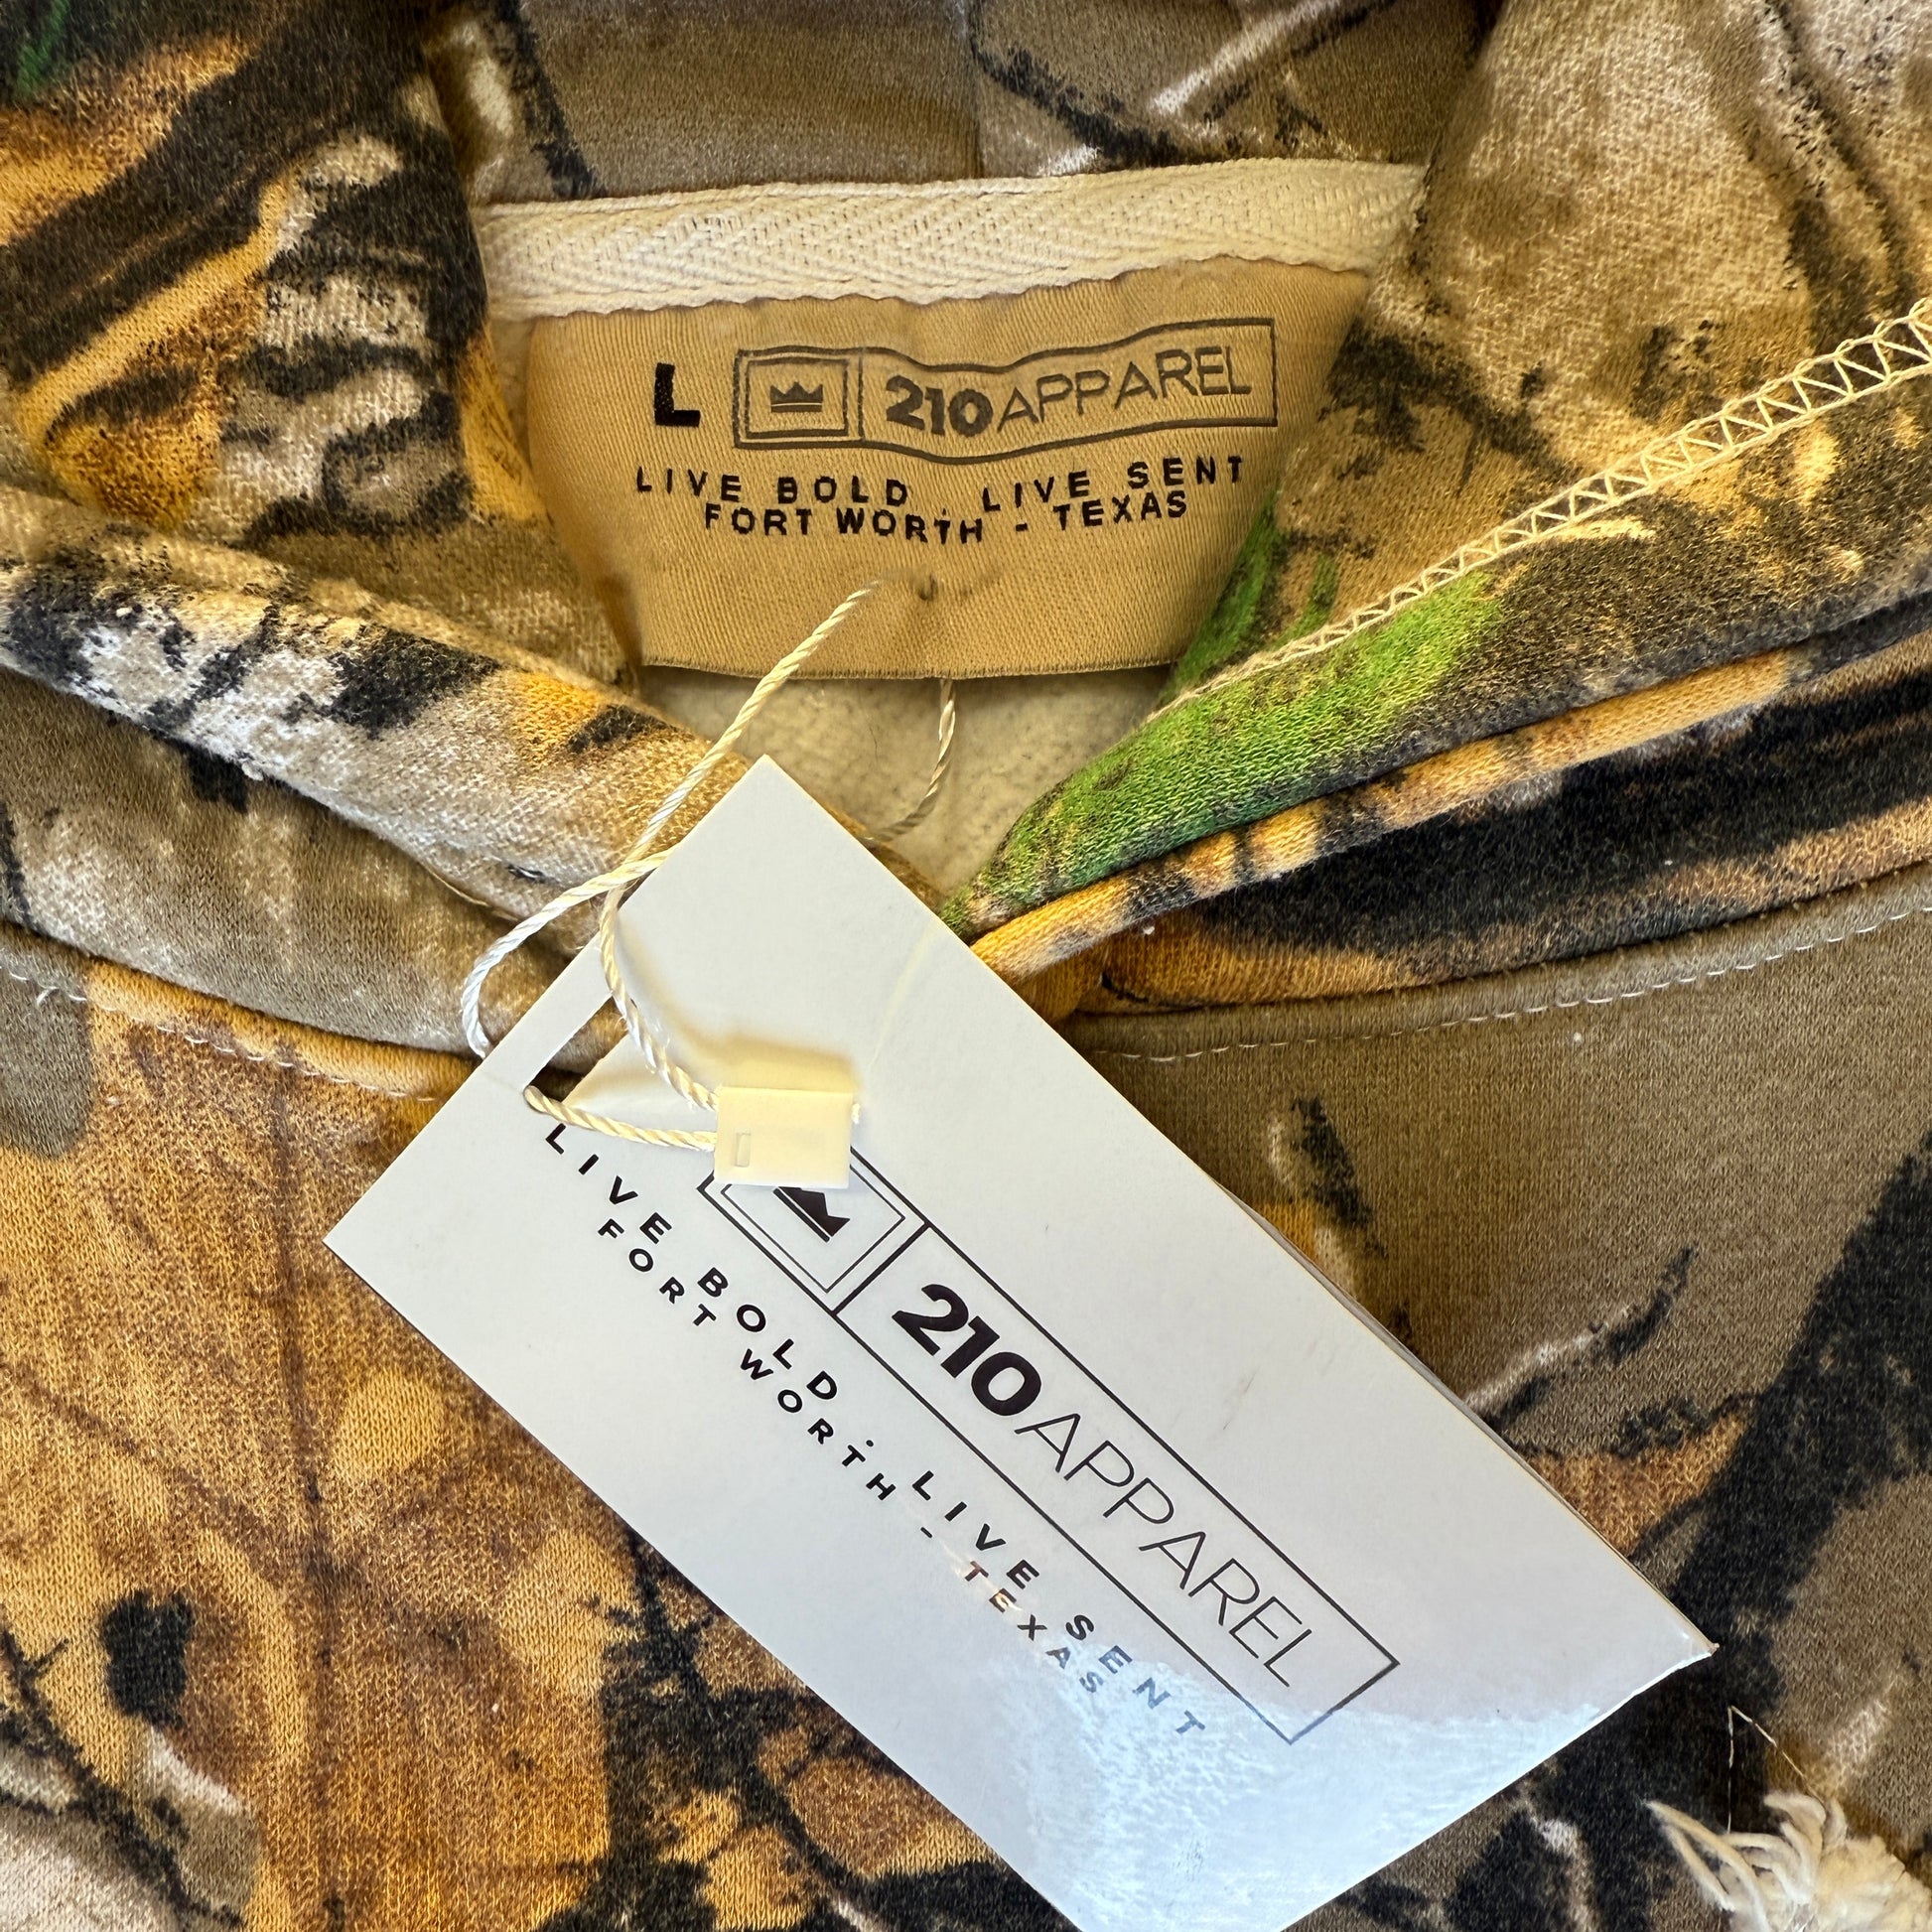 L 210APPAREL
LIVE BOLD . LIVE SENT
FORT WORTH - TEXAS
210APPAREL
LIVE BOLD . LIVE SENT
FORT WORTH - TEXAS